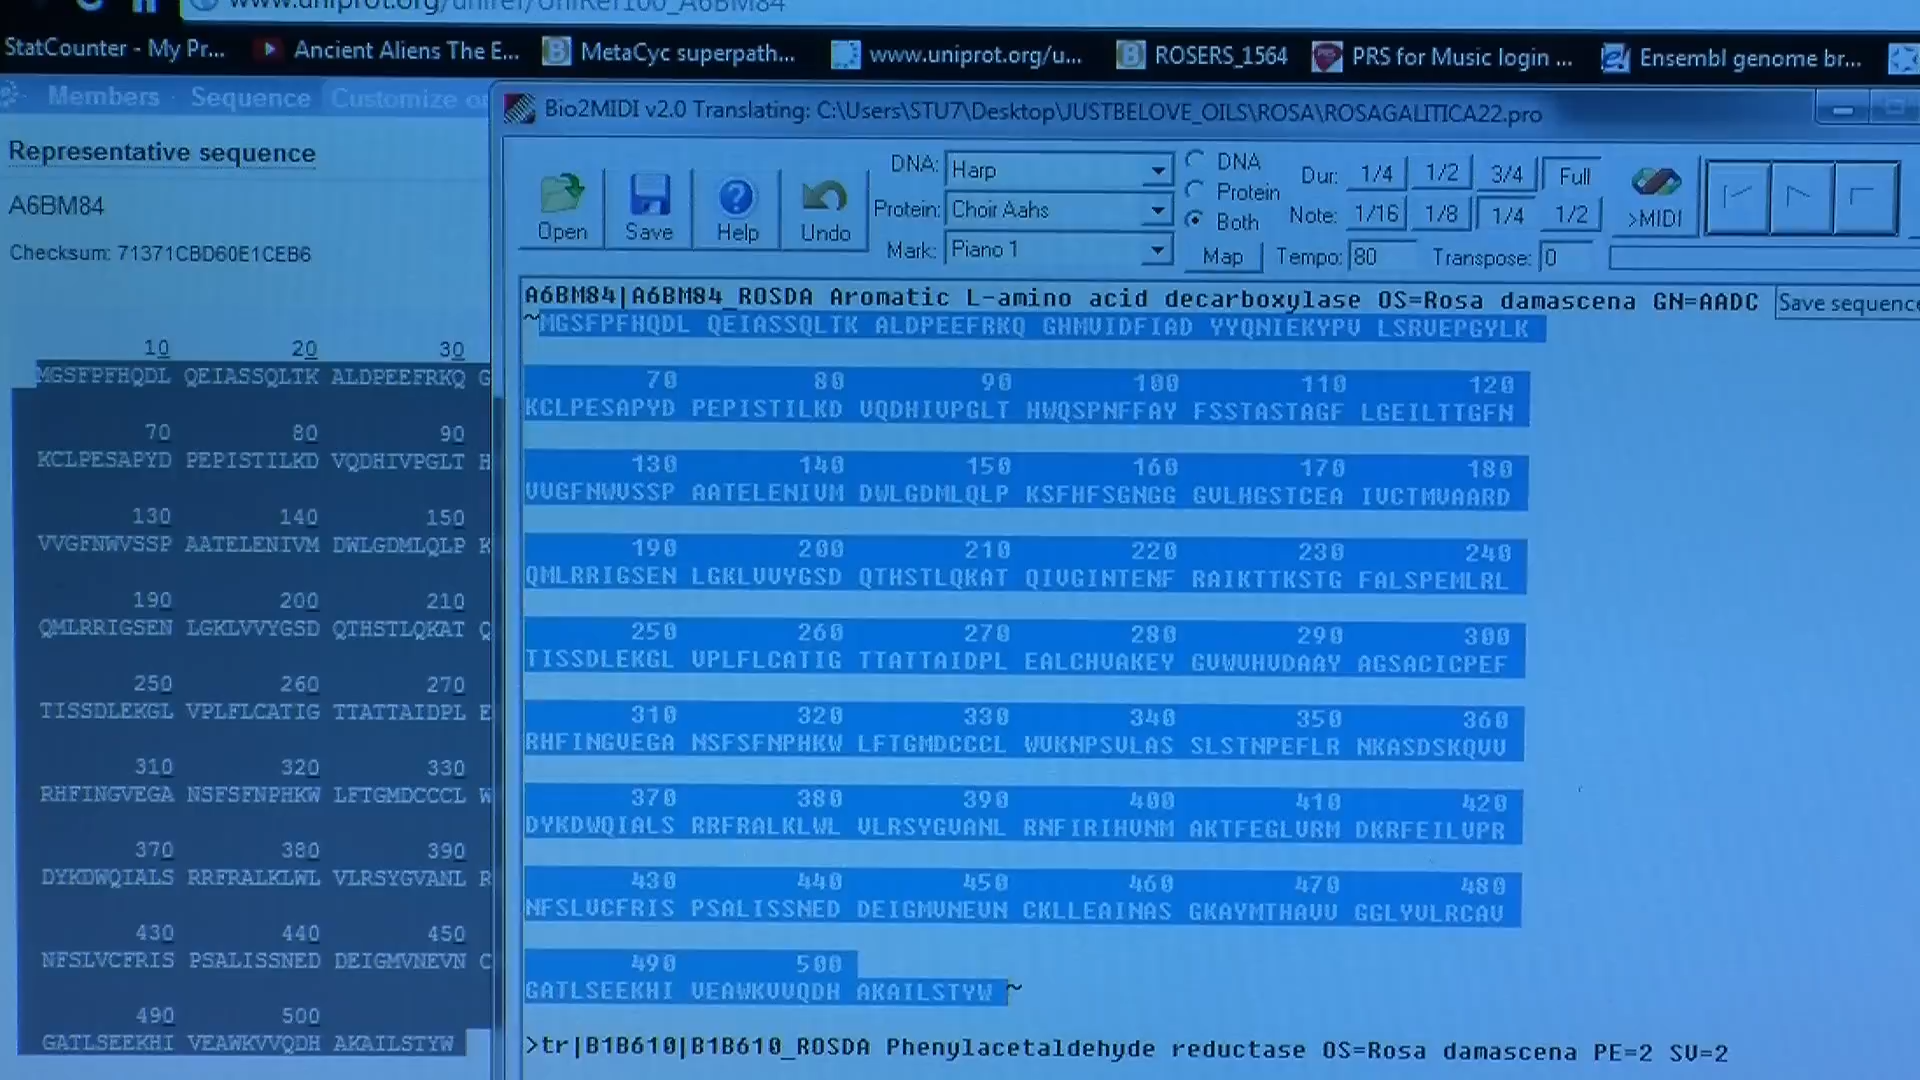 www.uniprot.org/uniref/UniRef100_A6BM84
StatCounter - My Pr... Ancient Aliens The E... MetaCyc superpath... www.uniprot.org/u... ROSERS_1564 PRS for Music login ... Ensembl genome br...
Members · Sequence Customize
Representative sequence
A6BM84
Checksum: 71371CBD60E1CEB6
10 20 30
MGSFPFHQDL QEIASSQLTK ALDPEEFRKQ G
70 80 90
KCLPESAPYD PEPISTILKD VQDHIVPGLT H
130 140 150
VVGFNWVSSP AATELENIVM DWLGDMLQLP K
190 200 210
QMLRRIGSEN LGKLVVYGSD QTHSTLQKAT Q
250 260 270
TISSDLEKGL VPLFLCATIG TTATTAIDPL E
310 320 330
RHFINGVEGA NSFSFNPHKW LFTGMDCCCL W
370 380 390
DYKDWQIALS RRFRALKLWL VLRSYGVANL R
430 440 450
NFSLVCFRIS PSALISSNED DEIGMVNEVN C
490 500
GATLSEEKHI VEAWKVVQDH AKAILSTYW
Bio2MIDI v2.0 Translating: C:\Users\STU7\Desktop\JUSTBELOVE_OILS\ROSA\ROSAGALITICA22.pro
Open Save Help Undo
DNA: Harp
Protein: Choir Aahs
Mark: Piano 1
DNA
Protein
Both
Map
Dur: 1/4 1/2 3/4 Full
Note: 1/16 1/8 1/4 1/2
Tempo: 80 Transpose: 0
>MIDI
A6BM84|A6BM84_ROSDA Aromatic L-amino acid decarboxylase OS=Rosa damascena GN=AADC
Save sequence
~MGSFPFHQDL QEIASSQLTK ALDPEEFRKQ GHMVIDFIAD YYQNIEKYPV LSRVEPGYLK
70 80 90 100 110 120
KCLPESAPYD PEPISTILKD VQDHIVPGLT HWQSPNFFAY FSSTASTAGF LGEILTTGFN
130 140 150 160 170 180
VVGFNWVSSP AATELENIVM DWLGDMLQLP KSFHFSGNGG GVLHGSTCEA IVCTMVAARD
190 200 210 220 230 240
QMLRRIGSEN LGKLVVYGSD QTHSTLQKAT QIVGINTENF RAIKTTKSTG FALSPEMLRL
250 260 270 280 290 300
TISSDLEKGL VPLFLCATIG TTATTAIDPL EALCHVAKEY GVWVHVDAAY AGSACICPEF
310 320 330 340 350 360
RHFINGVEGA NSFSFNPHKW LFTGMDCCCL WVKNPSVLAS SLSTNPEFLR NKASDSKQVV
370 380 390 400 410 420
DYKDWQIALS RRFRALKLWL VLRSYGVANL RNFIRIHVNM AKTFEGLVRM DKRFEILVPR
430 440 450 460 470 480
NFSLVCFRIS PSALISSNED DEIGMVNEVN CKLLEAINAS GKAYMTHAVV GGLYVLRCAV
490 500
GATLSEEKHI VEAWKVVQDH AKAILSTYW ~
>tr|B1B610|B1B610_ROSDA Phenylacetaldehyde reductase OS=Rosa damascena PE=2 SV=2